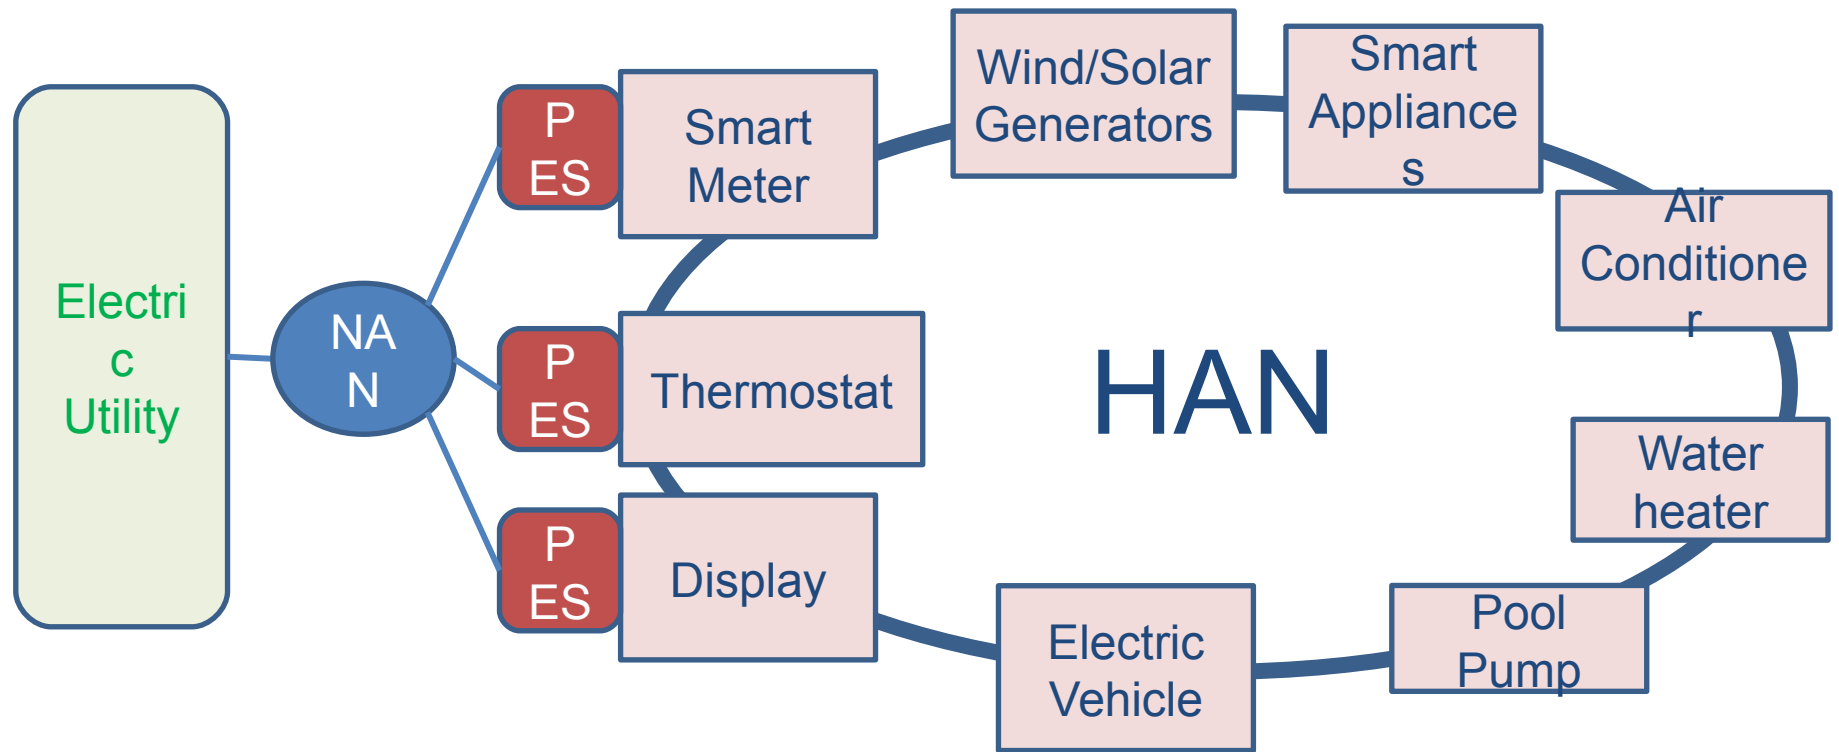 Electri
c
Utility
NA
N
P
ES
Smart
Meter
P
ES
Thermostat
P
ES
Display
Wind/Solar
Generators
Smart
Appliance
s
Air
Conditione
r
HAN
Water
heater
Pool
Pump
Electric
Vehicle